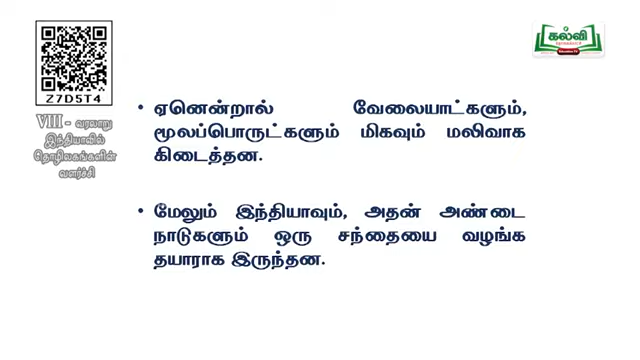 Z7D5T4
VIII - வரலாறு
இந்தியாவில்
தொழிலகங்களின்
வளர்ச்சி
கல்வி
• ஏனென்றால் வேலையாட்களும்,
மூலப்பொருட்களும் மிகவும் மலிவாக
கிடைத்தன.
• மேலும் இந்தியாவும், அதன் அண்டை
நாடுகளும் ஒரு சந்தையை வழங்க
தயாராக இருந்தன.